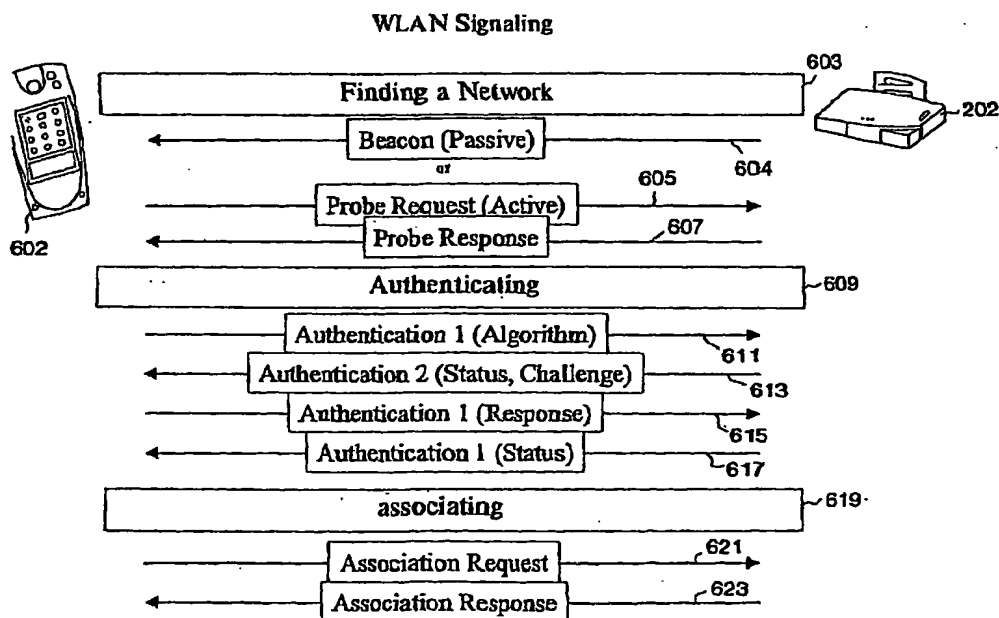 WLAN Signaling
603
Finding a Network
202
Beacon (Passive)
604
or
605
Probe Request (Active)
602
607
Probe Response
Authenticating
609
Authentication 1 (Algorithm)
611
Authentication 2 (Status, Challenge)
613
Authentication 1 (Response)
615
Authentication 1 (Status)
617
associating
619
621
Association Request
623
Association Response